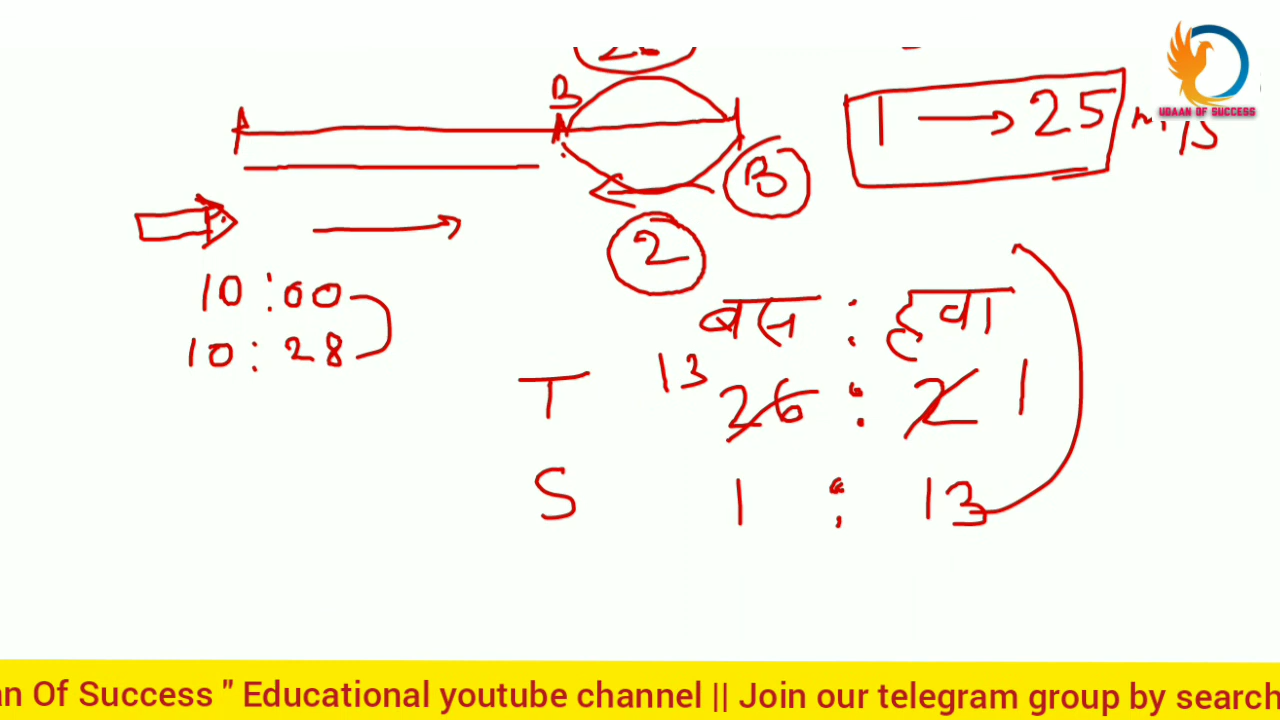 B
1 → 25 m/s
UDAAN OF SUCCESS
B
2
10:00
10:28
बस : हवा
T 13 26 : 2 1
S 1 : 13
an Of Success " Educational youtube channel || Join our telegram group by search